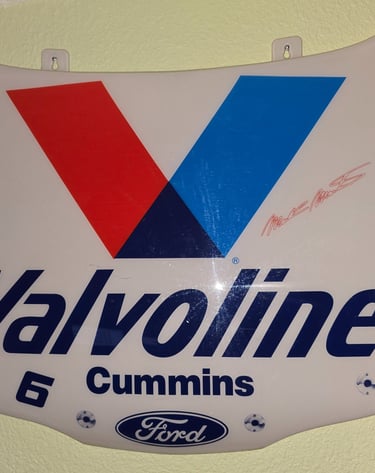 ®
Valvoline
6
Cummins
Ford